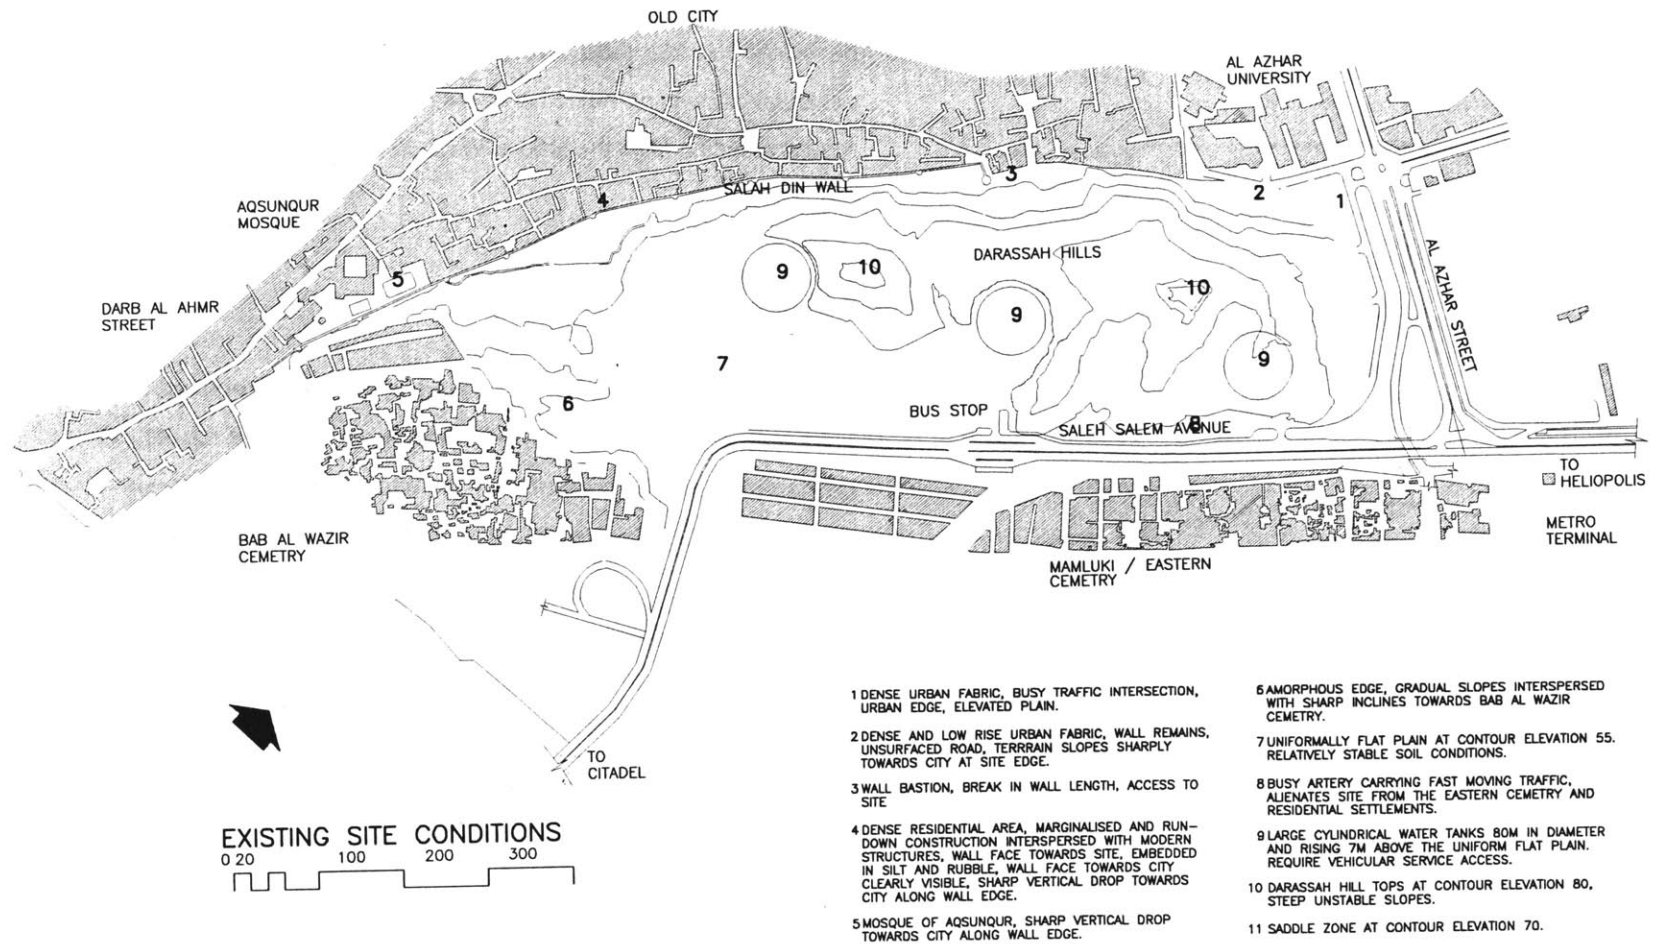 OLD CITY
AL AZHAR
UNIVERSITY
3
2
1
SALAH DIN WALL
4
AQSUNQUR
MOSQUE
AL AZHAR STREET
DARASSAH HILLS
9
10
5
10
DARB AL AHMR
STREET
9
9
7
6
BUS STOP
SALEH SALEM AVENUE
8
TO
HELIOPOLIS
BAB AL WAZIR
CEMETRY
METRO
TERMINAL
MAMLUKI / EASTERN
CEMETRY
TO
CITADEL
EXISTING SITE CONDITIONS
0 20 100 200 300
1 DENSE URBAN FABRIC, BUSY TRAFFIC INTERSECTION,
URBAN EDGE, ELEVATED PLAIN.
2 DENSE AND LOW RISE URBAN FABRIC, WALL REMAINS,
UNSURFACED ROAD, TERRRAIN SLOPES SHARPLY
TOWARDS CITY AT SITE EDGE.
3 WALL BASTION, BREAK IN WALL LENGTH, ACCESS TO
SITE
4 DENSE RESIDENTIAL AREA, MARGINALISED AND RUN-
DOWN CONSTRUCTION INTERSPERSED WITH MODERN
STRUCTURES, WALL FACE TOWARDS SITE, EMBEDDED
IN SILT AND RUBBLE, WALL FACE TOWARDS CITY
CLEARLY VISIBLE, SHARP VERTICAL DROP TOWARDS
CITY ALONG WALL EDGE.
5 MOSQUE OF AQSUNQUR, SHARP VERTICAL DROP
TOWARDS CITY ALONG WALL EDGE.
6 AMORPHOUS EDGE, GRADUAL SLOPES INTERSPERSED
WITH SHARP INCLINES TOWARDS BAB AL WAZIR
CEMETRY.
7 UNIFORMALLY FLAT PLAIN AT CONTOUR ELEVATION 55.
RELATIVELY STABLE SOIL CONDITIONS.
8 BUSY ARTERY CARRYING FAST MOVING TRAFFIC,
ALIENATES SITE FROM THE EASTERN CEMETRY AND
RESIDENTIAL SETTLEMENTS.
9 LARGE CYLINDRICAL WATER TANKS 80M IN DIAMETER
AND RISING 7M ABOVE THE UNIFORM FLAT PLAIN.
REQUIRE VEHICULAR SERVICE ACCESS.
10 DARASSAH HILL TOPS AT CONTOUR ELEVATION 80,
STEEP UNSTABLE SLOPES.
11 SADDLE ZONE AT CONTOUR ELEVATION 70.